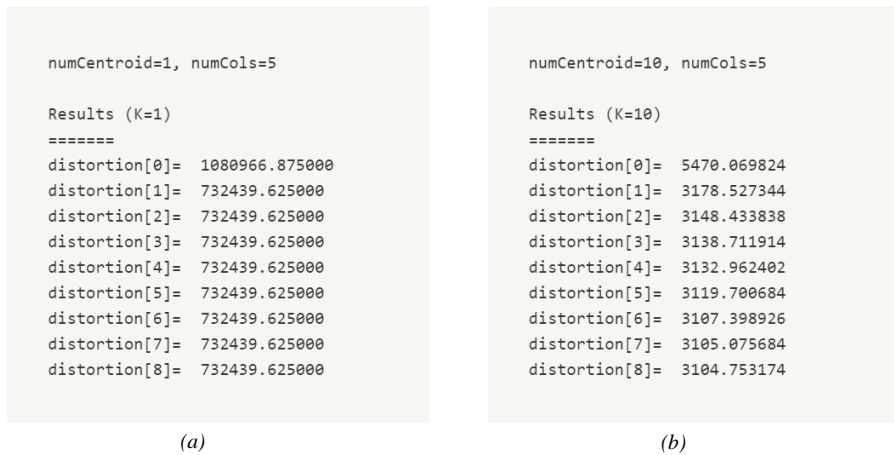 numCentroid=1, numCols=5
Results (K=1)
=======
distortion[0]=  1080966.875000
distortion[1]=  732439.625000
distortion[2]=  732439.625000
distortion[3]=  732439.625000
distortion[4]=  732439.625000
distortion[5]=  732439.625000
distortion[6]=  732439.625000
distortion[7]=  732439.625000
distortion[8]=  732439.625000
(a)
numCentroid=10, numCols=5
Results (K=10)
=======
distortion[0]=  5470.069824
distortion[1]=  3178.527344
distortion[2]=  3148.433838
distortion[3]=  3138.711914
distortion[4]=  3132.962402
distortion[5]=  3119.700684
distortion[6]=  3107.398926
distortion[7]=  3105.075684
distortion[8]=  3104.753174
(b)